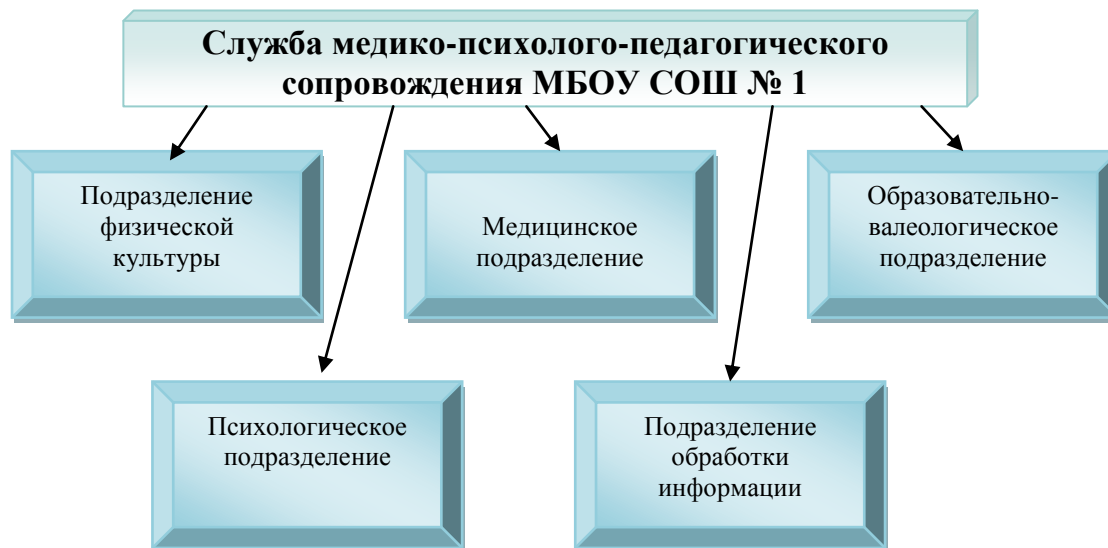 Служба медико-психолого-педагогического
сопровождения МБОУ СОШ № 1
Подразделение
физической
культуры
Медицинское
подразделение
Образовательно-
валеологическое
подразделение
Психологическое
подразделение
Подразделение
обработки
информации